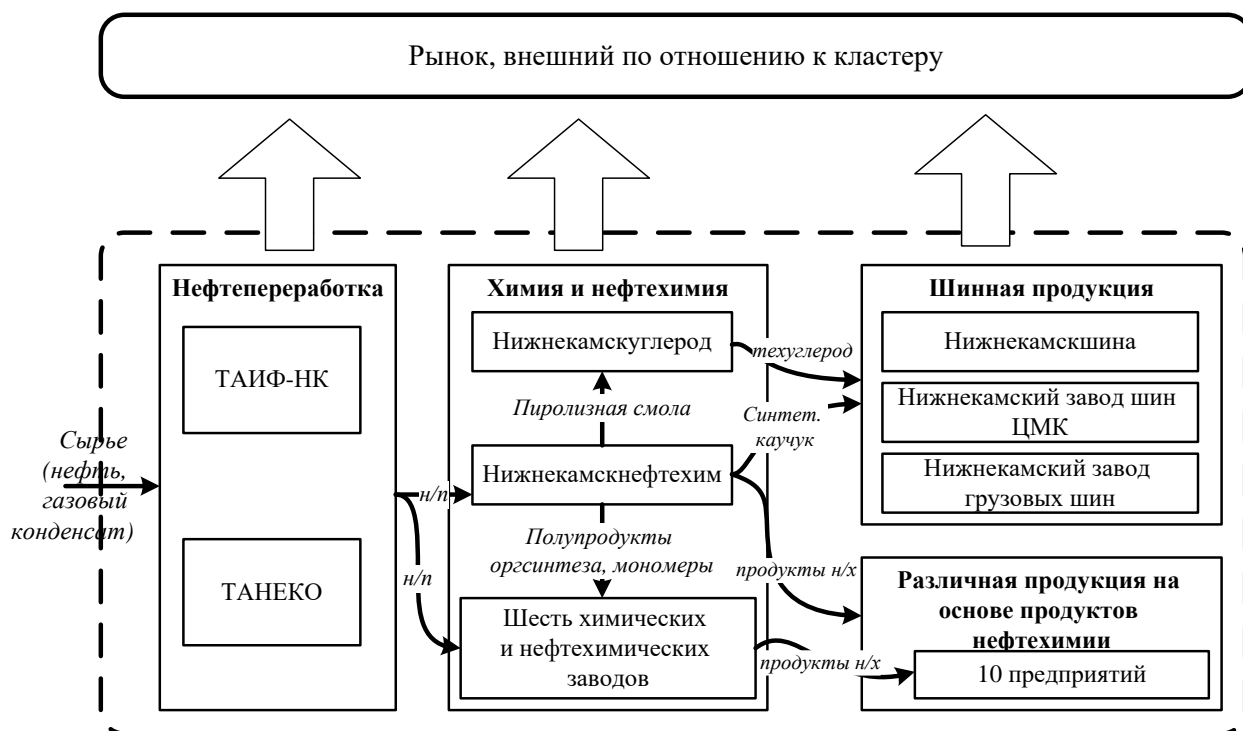 Рынок, внешний по отношению к кластеру
Нефтепереработка
ТАИФ-НК
ТАНЕКО
Сырье
(нефть,
газовый
конденсат)
н/п
н/п
Химия и нефтехимия
Нижнекамскуглерод
Пиролизная смола
Нижнекамскнефтехим
Полупродукты
оргсинтеза, мономеры
Шесть химических
и нефтехимических
заводов
техуглерод
Синтет.
каучук
продукты н/х
продукты н/х
Шинная продукция
Нижнекамскшина
Нижнекамский завод шин
ЦМК
Нижнекамский завод
грузовых шин
Различная продукция на
основе продуктов
нефтехимии
10 предприятий